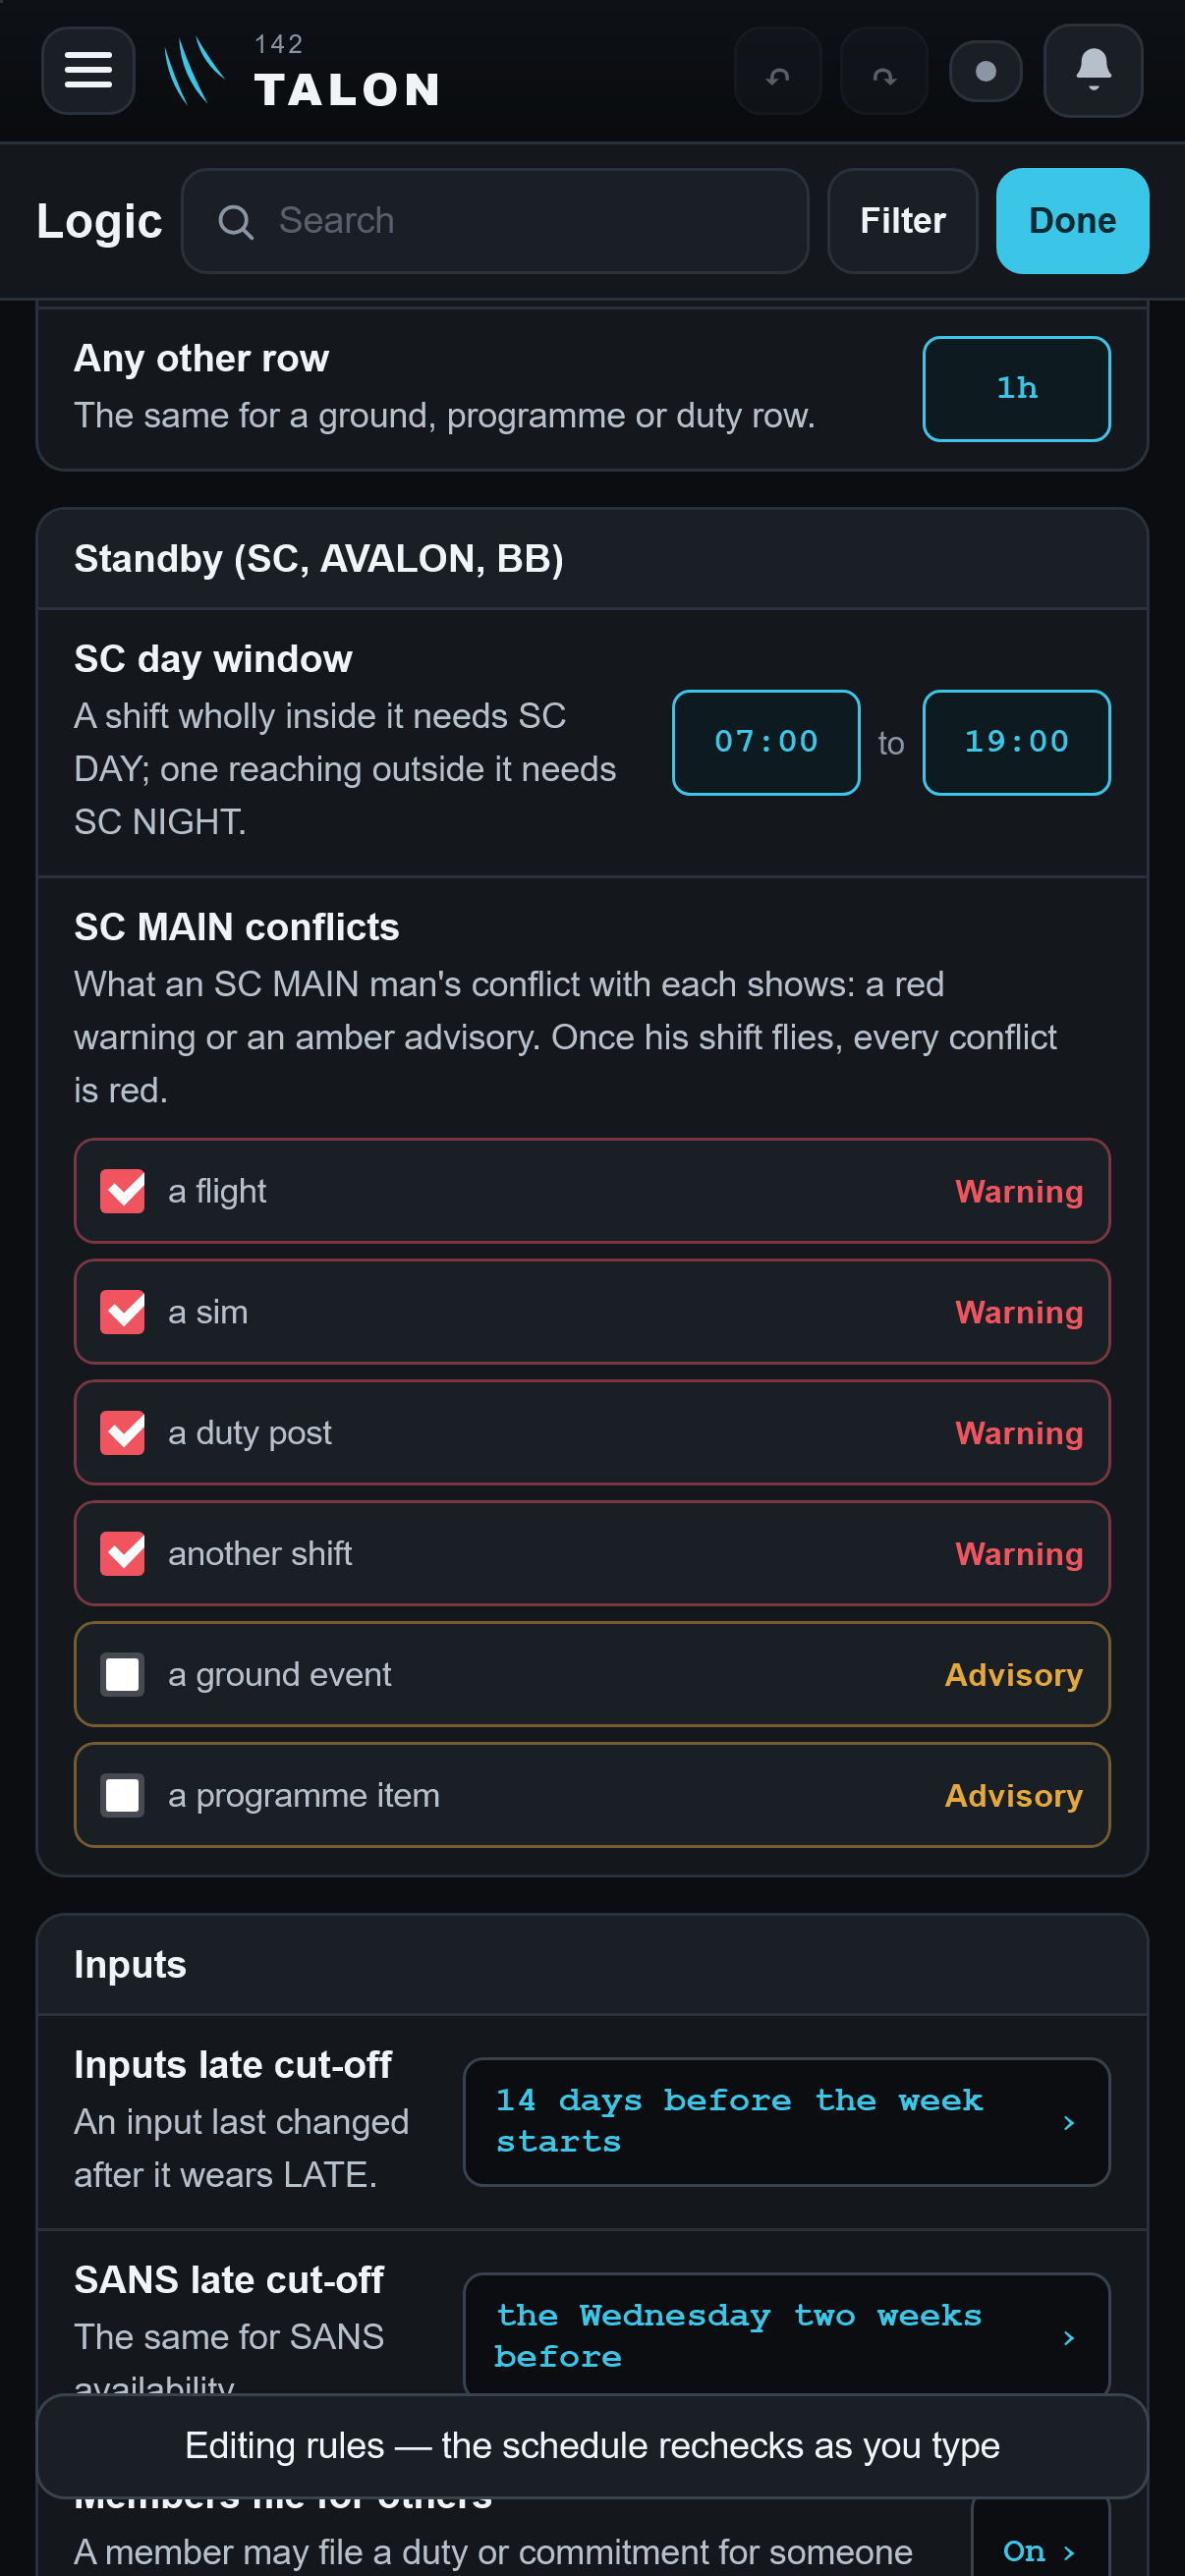 142
TALON
Logic
Search
Filter
Done
Any other row
The same for a ground, programme or duty row.
1h
Standby (SC, AVALON, BB)
SC day window
A shift wholly inside it needs SC
DAY; one reaching outside it needs
SC NIGHT.
07:00 to 19:00
SC MAIN conflicts
What an SC MAIN man's conflict with each shows: a red
warning or an amber advisory. Once his shift flies, every conflict
is red.
a flight Warning
a sim Warning
a duty post Warning
another shift Warning
a ground event Advisory
a programme item Advisory
Inputs
Inputs late cut-off
An input last changed
after it wears LATE.
14 days before the week
starts
SANS late cut-off
The same for SANS
availability
the Wednesday two weeks
before
Editing rules — the schedule rechecks as you type
Members file for others
A member may file a duty or commitment for someone
On